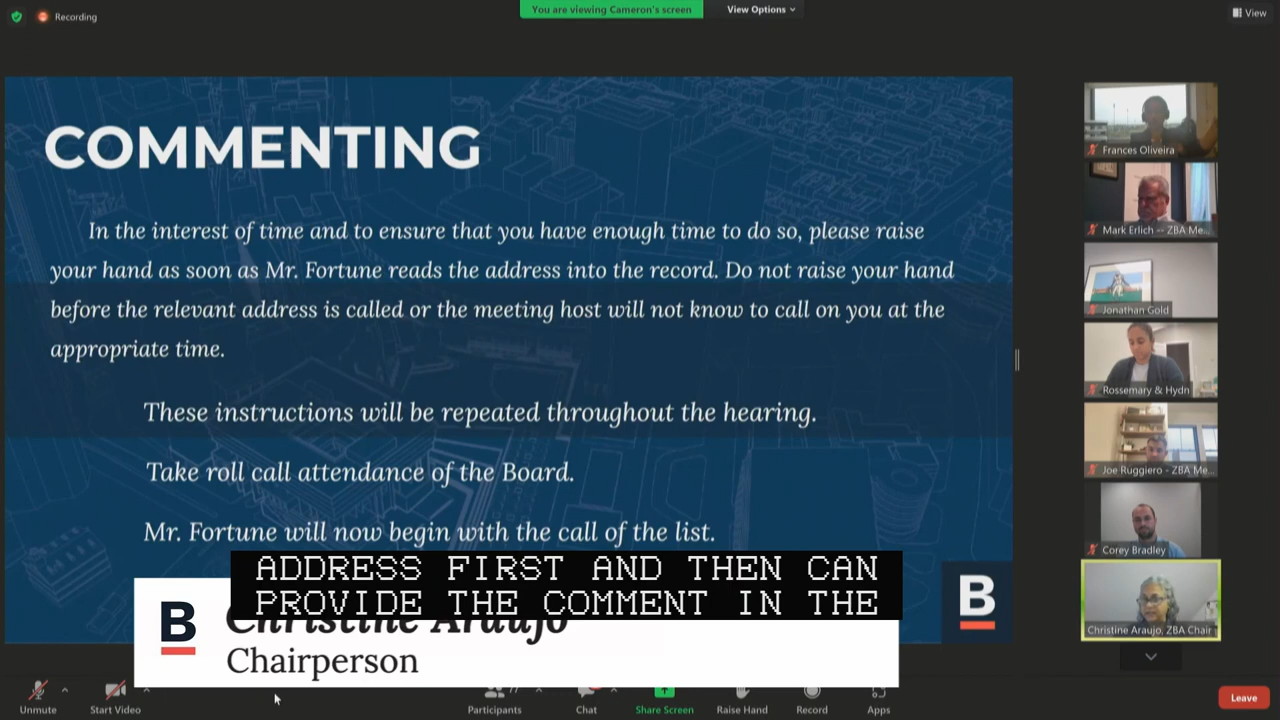 Recording
You are viewing Cameron's screen
View Options
View
COMMENTING
In the interest of time and to ensure that you have enough time to do so, please raise
your hand as soon as Mr. Fortune reads the address into the record. Do not raise your hand
before the relevant address is called or the meeting host will not know to call on you at the
appropriate time.
These instructions will be repeated throughout the hearing.
Take roll call attendance of the Board.
Mr. Fortune will now begin with the call of the list.
ADDRESS FIRST AND THEN CAN
PROVIDE THE COMMENT IN THE
B
Christine Araujo
Chairperson
B
Frances Oliveira
Mark Erlich -- ZBA Me...
Jonathan Gold
Rossemary & Hydn
Joe Ruggiero - ZBA Me...
Corey Bradley
Christine Araujo, ZBA Chair
Unmute
Start Video
Participants
Chat
Share Screen
Raise Hand
Record
Apps
Leave